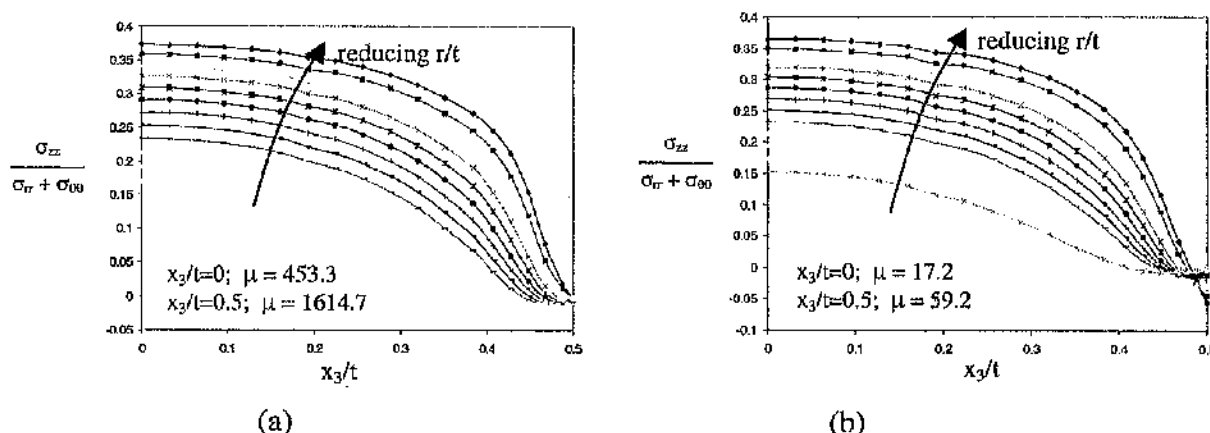 0.4
0.35
0.3
0.25
0.2
0.15
0.1
0.05
0
-0.05
σzz
σrr + σθθ
reducing r/t
x3/t=0; μ = 453.3
x3/t=0.5; μ = 1614.7
0 0.1 0.2 0.3 0.4 0.5
x3/t
(a)
0.4
0.35
0.3
0.25
0.2
0.15
0.1
0.05
0
-0.05
-0.1
σzz
σrr + σθθ
reducing r/t
x3/t=0; μ = 17.2
x3/t=0.5; μ = 59.2
0 0.1 0.2 0.3 0.4 0.5
x3/t
(b)